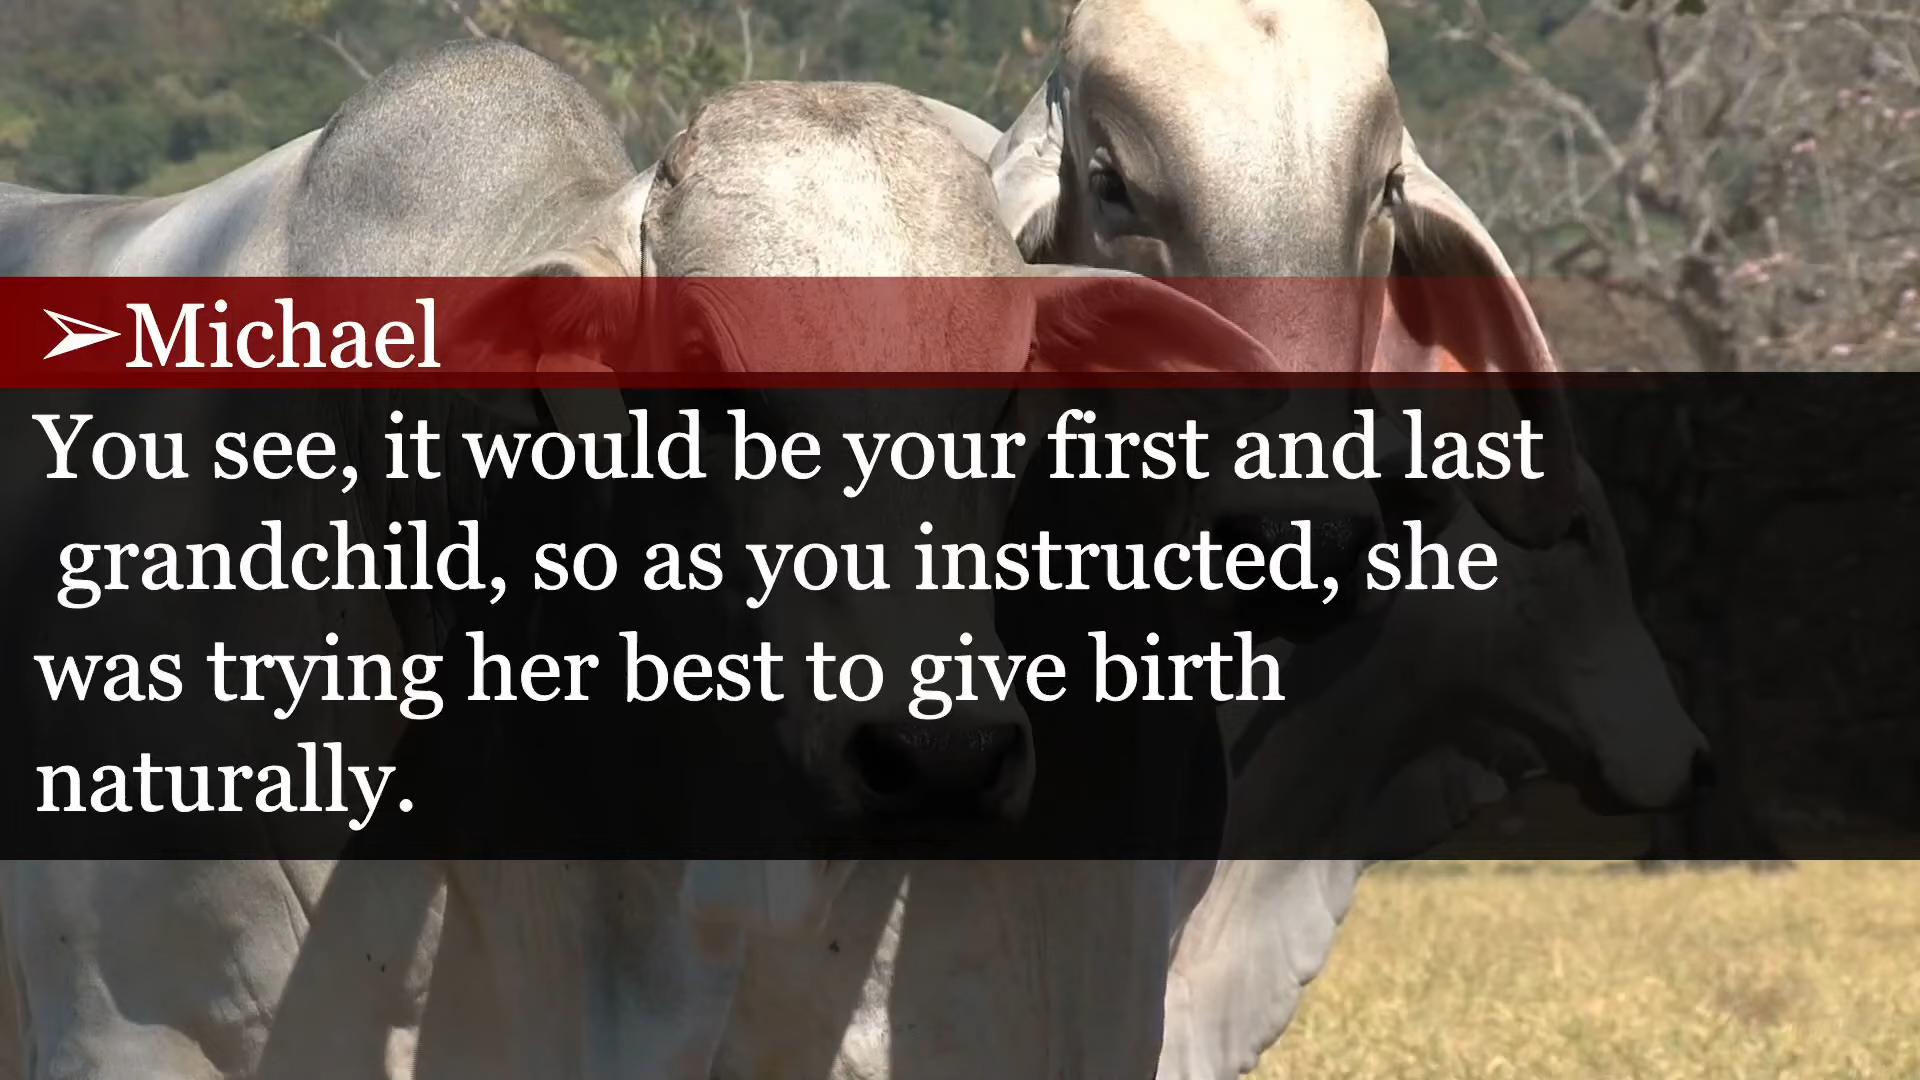 ➢Michael
You see, it would be your first and last
grandchild, so as you instructed, she
was trying her best to give birth
naturally.